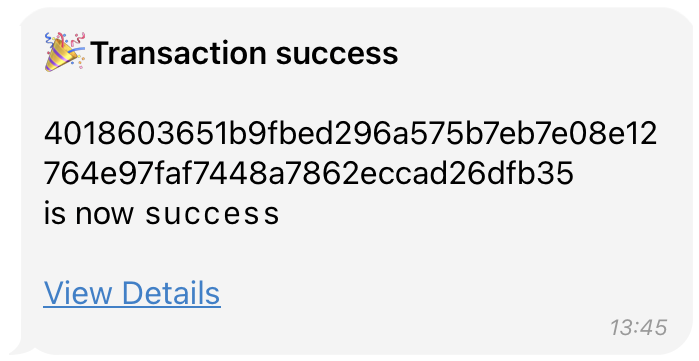 🎉Transaction success
4018603651b9fbed296a575b7eb7e08e12
764e97faf7448a7862eccad26dfb35
is now success
View Details
13:45